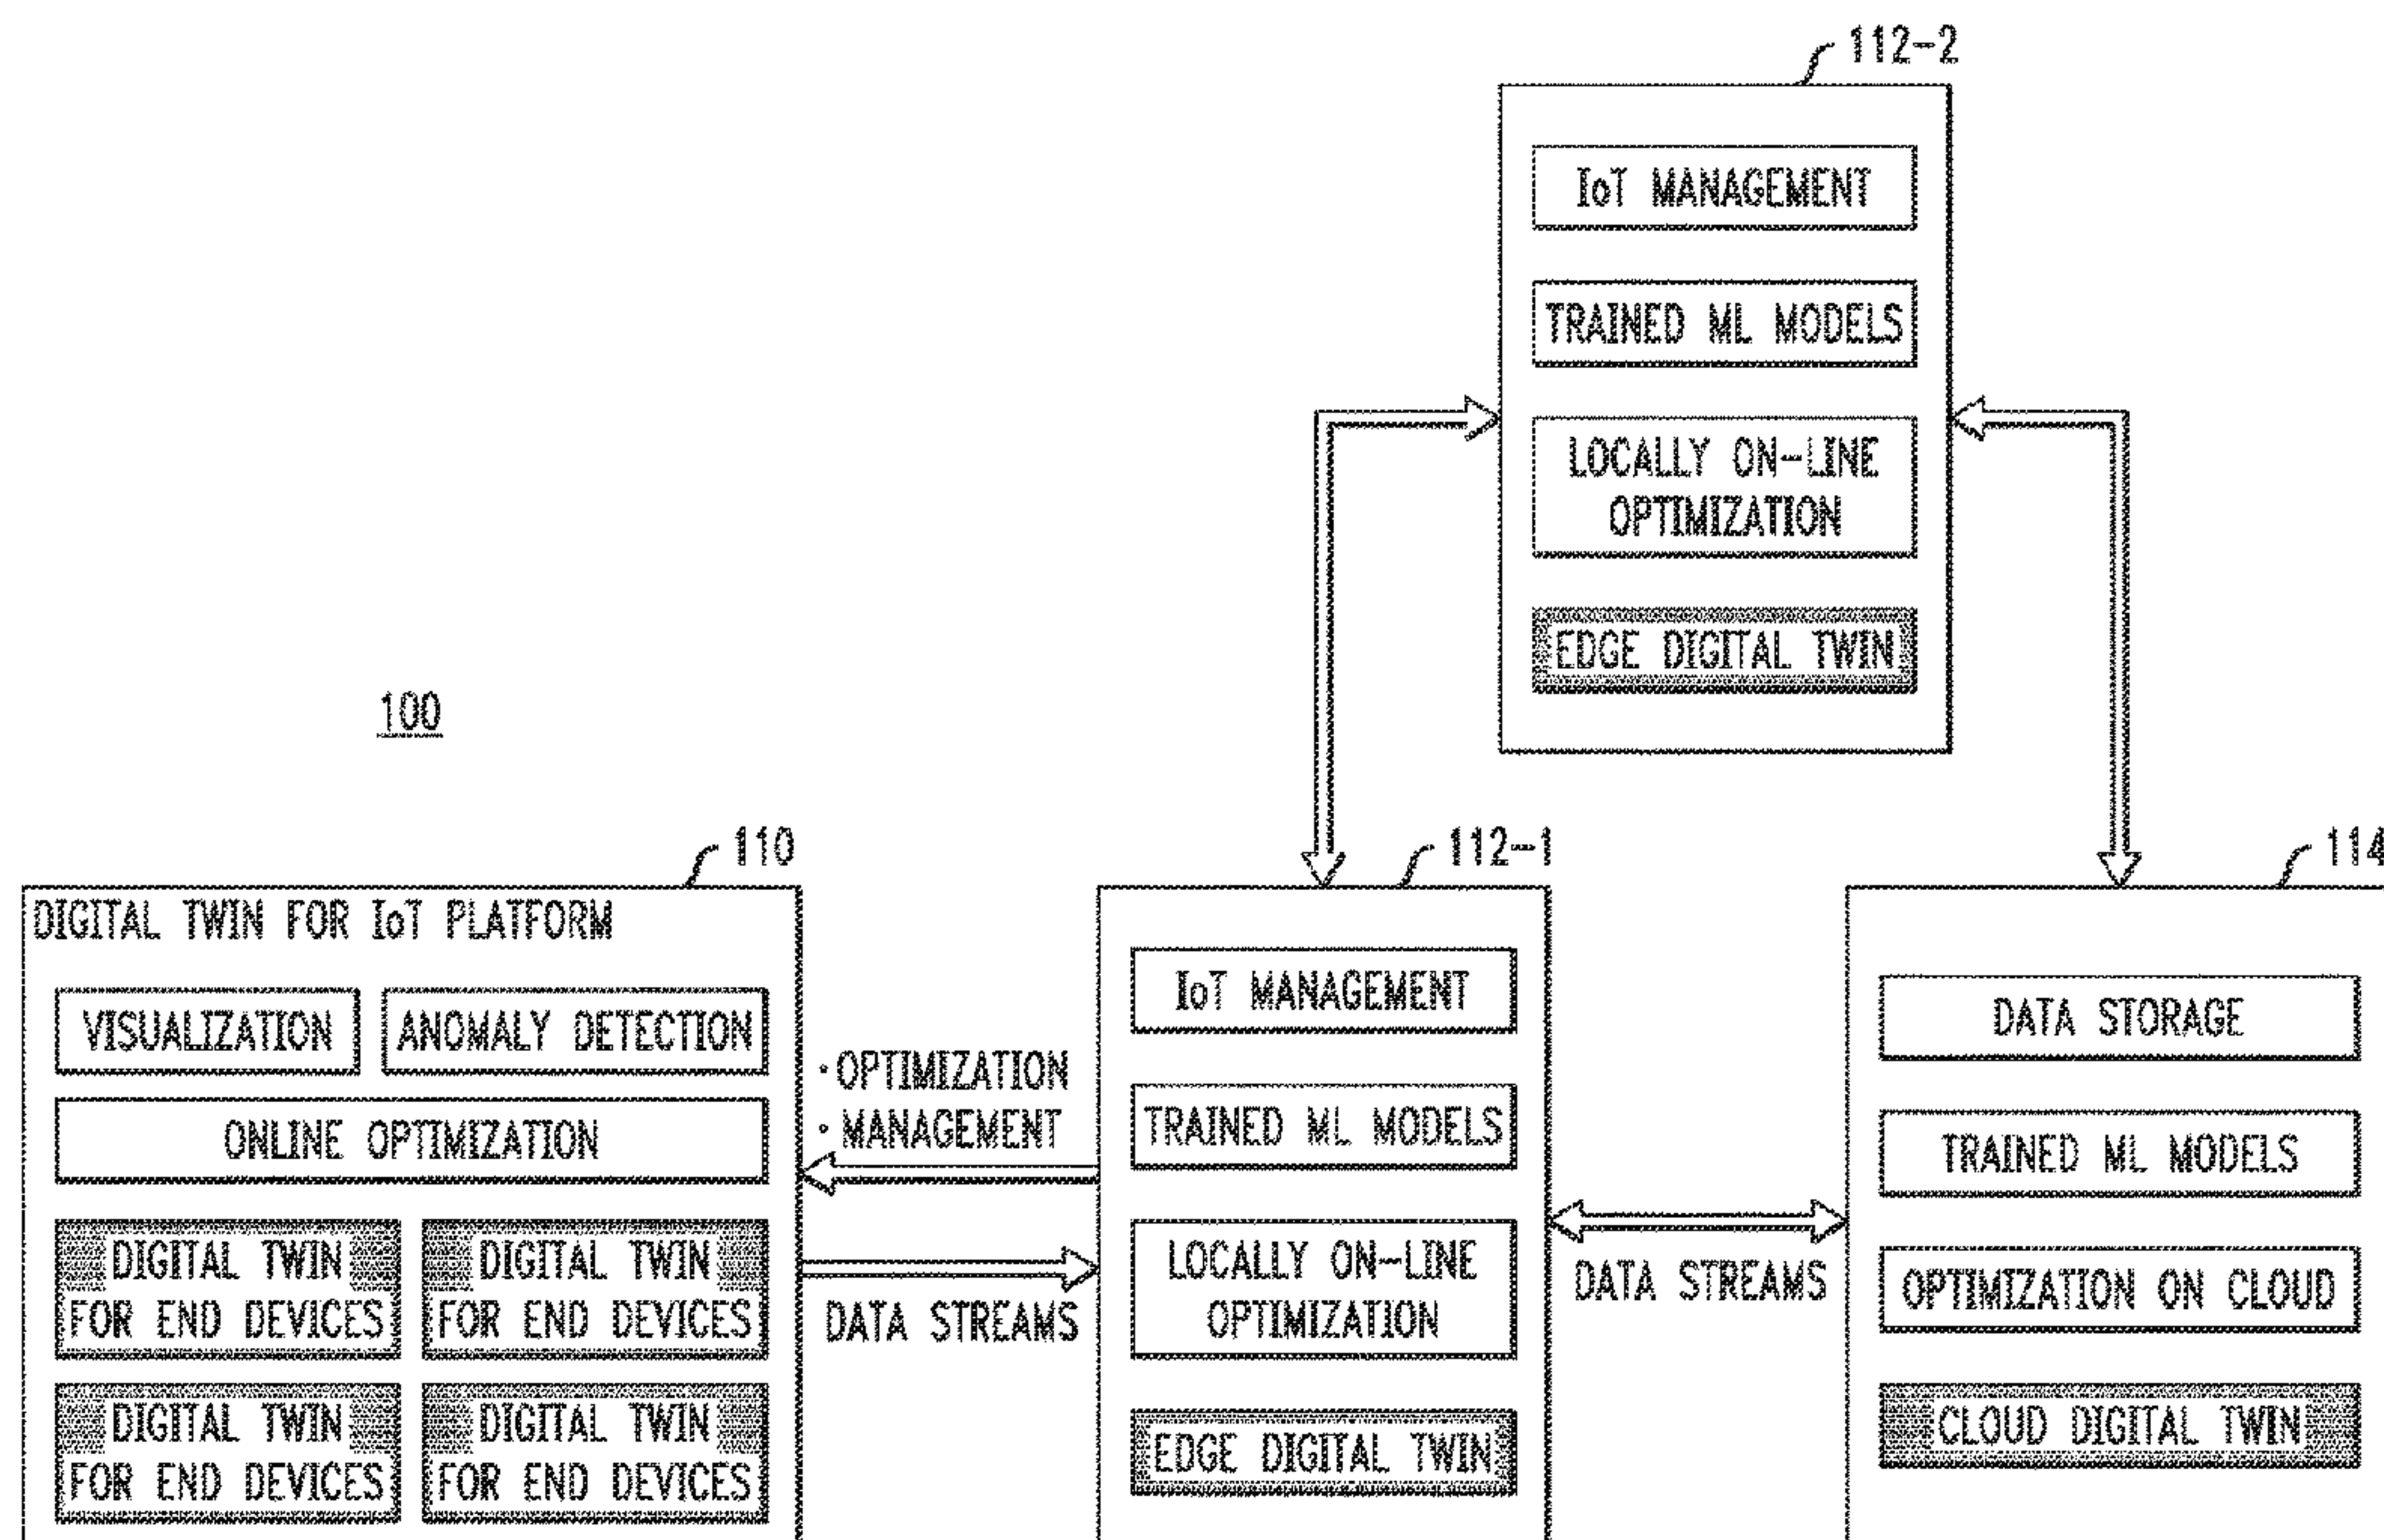 112-2
IoT MANAGEMENT
TRAINED ML MODELS
LOCALLY ON-LINE
OPTIMIZATION
EDGE DIGITAL TWIN
100
110
DIGITAL TWIN FOR IoT PLATFORM
VISUALIZATION
ANOMALY DETECTION
ONLINE OPTIMIZATION
DIGITAL TWIN
FOR END DEVICES
DIGITAL TWIN
FOR END DEVICES
DIGITAL TWIN
FOR END DEVICES
DIGITAL TWIN
FOR END DEVICES
· OPTIMIZATION
· MANAGEMENT
DATA STREAMS
112-1
IoT MANAGEMENT
TRAINED ML MODELS
LOCALLY ON-LINE
OPTIMIZATION
EDGE DIGITAL TWIN
DATA STREAMS
114
DATA STORAGE
TRAINED ML MODELS
OPTIMIZATION ON CLOUD
CLOUD DIGITAL TWIN